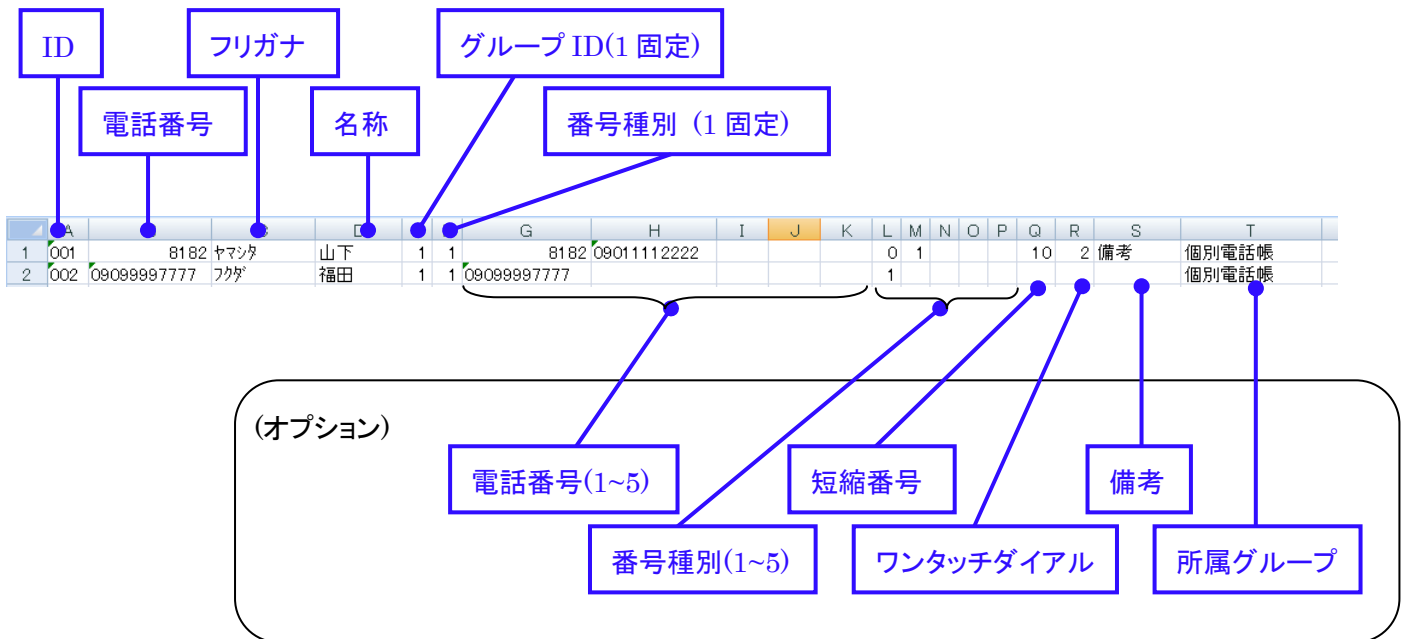 ID フリガナ グループ ID(1 固定)
電話番号 名称 番号種別 (1 固定)
A G H I J K L M N O P Q R S T
1 001 8182 ヤマシタ 山下 1 1 8182 09011112222 0 1 10 2 備考 個別電話帳
2 002 09099997777 フクダ 福田 1 1 09099997777 1 個別電話帳
(オプション)
電話番号(1~5) 短縮番号 備考
番号種別(1~5) ワンタッチダイアル 所属グループ